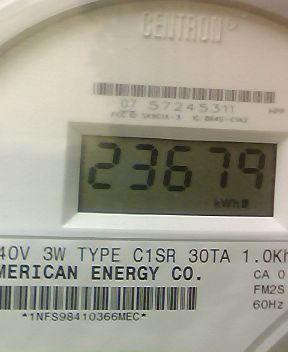 CENTRON
07 57245311
23679
kWh
40V 3W TYPE C1SR 30TA 1.0Kh
MERICAN ENERGY CO.
CA 0
FM2S
60Hz
*1NFS98410366MEC*